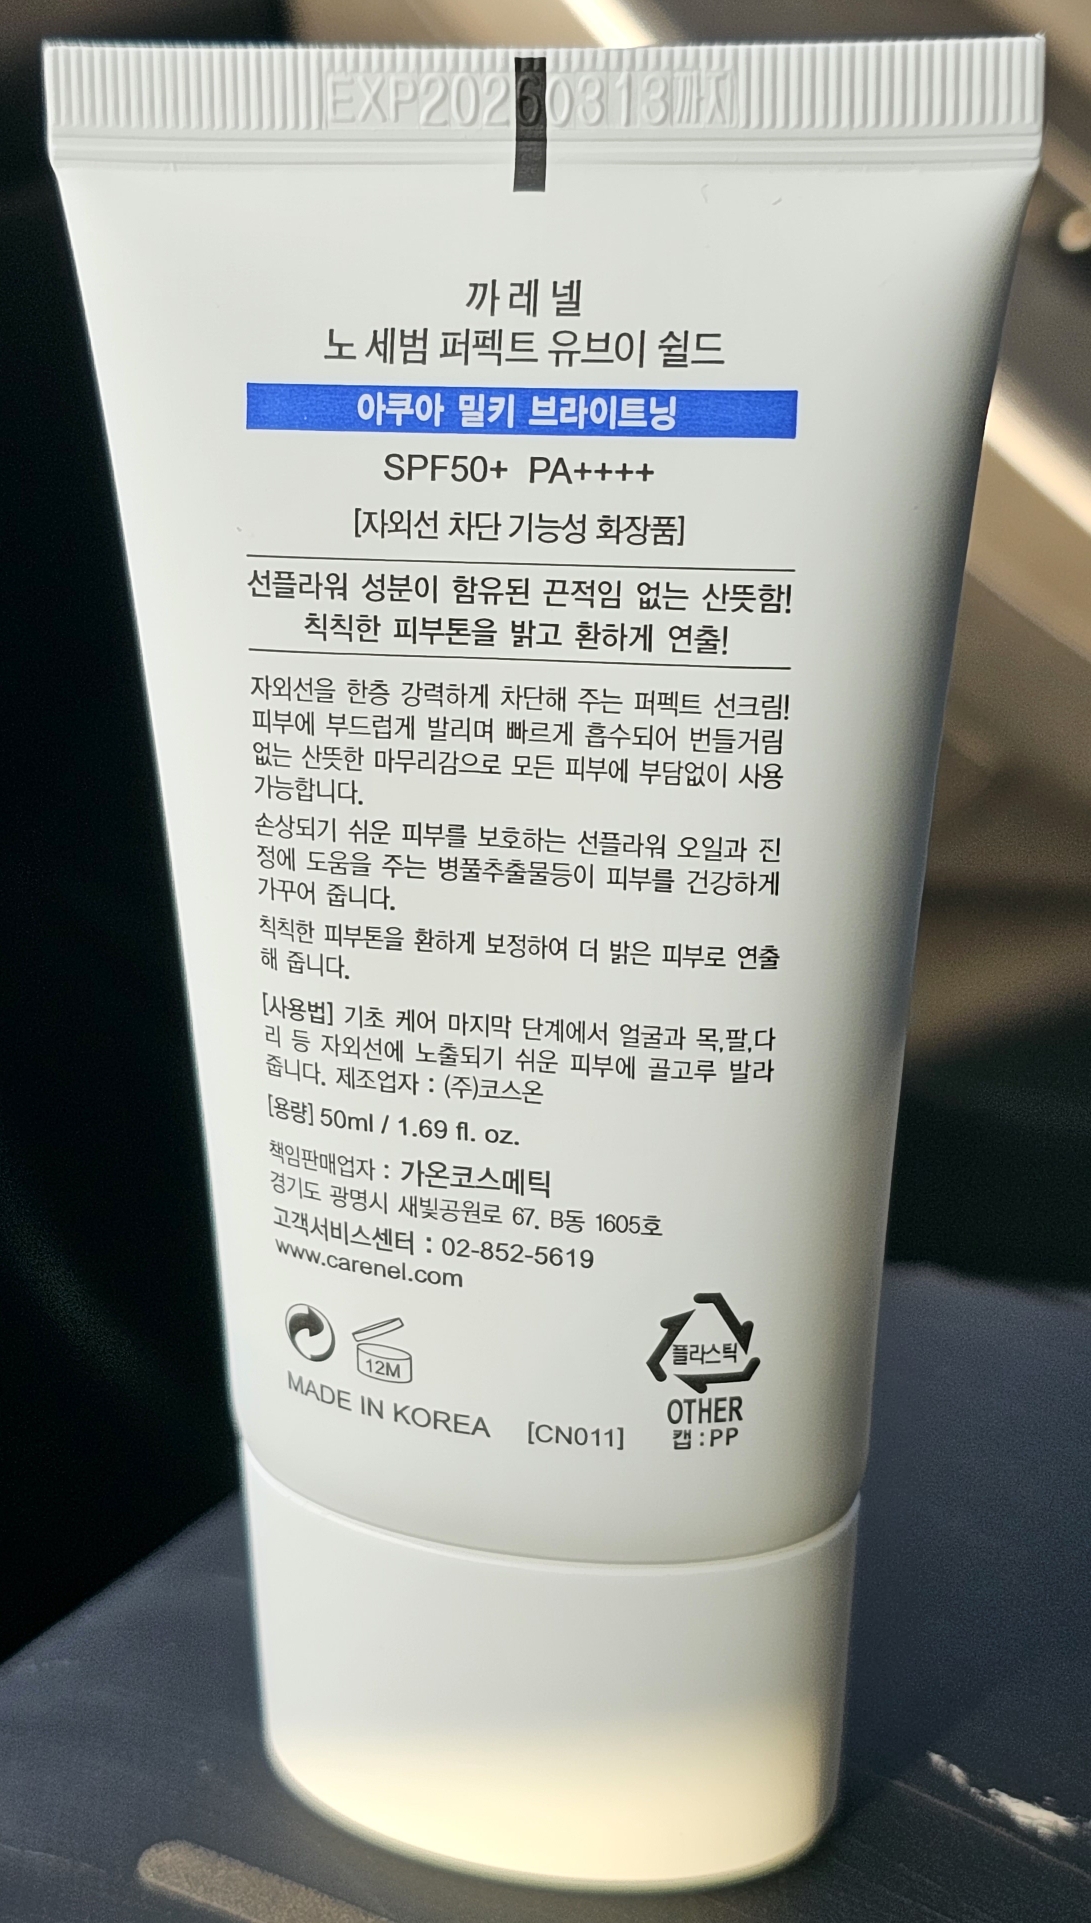 EXP20260313까지
까레넬
노 세범 퍼펙트 유브이 쉴드
아쿠아 밀키 브라이트닝
SPF50+ PA++++
[자외선 차단 기능성 화장품]
선플라워 성분이 함유된 끈적임 없는 산뜻함!
칙칙한 피부톤을 밝고 환하게 연출!
자외선을 한층 강력하게 차단해 주는 퍼펙트 선크림!
피부에 부드럽게 발리며 빠르게 흡수되어 번들거림
없는 산뜻한 마무리감으로 모든 피부에 부담없이 사용
가능합니다.
손상되기 쉬운 피부를 보호하는 선플라워 오일과 진
정에 도움을 주는 병풀추출물등이 피부를 건강하게
가꾸어 줍니다.
칙칙한 피부톤을 환하게 보정하여 더 밝은 피부로 연출
해 줍니다.
[사용법] 기초 케어 마지막 단계에서 얼굴과 목,팔,다
리 등 자외선에 노출되기 쉬운 피부에 골고루 발라
줍니다. 제조업자 : (주)코스온
[용량] 50ml / 1.69 fl. oz.
책임판매업자 : 가온코스메틱
경기도 광명시 새빛공원로 67. B동 1605호
고객서비스센터 : 02-852-5619
www.carenel.com
12M
플라스틱
MADE IN KOREA
[CN011]
OTHER
캡:PP